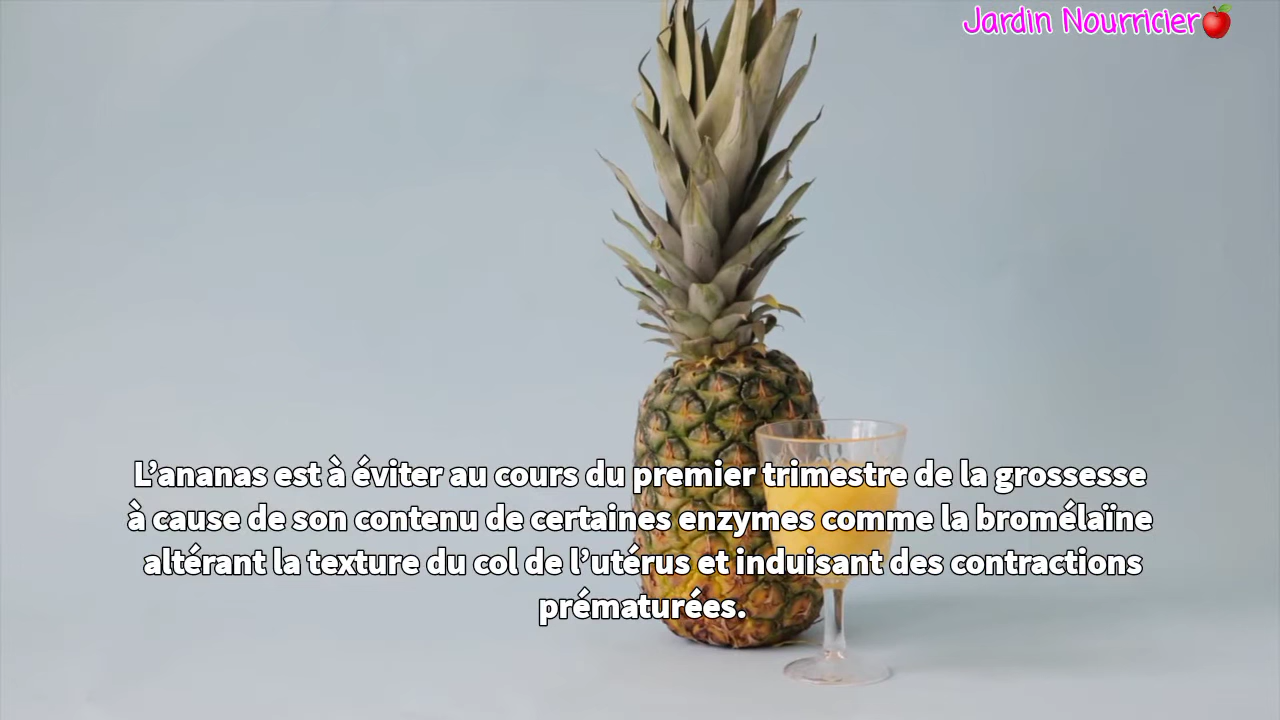 Jardin Nourricier🍎
L’ananas est à éviter au cours du premier trimestre de la grossesse
à cause de son contenu de certaines enzymes comme la bromélaïne
altérant la texture du col de l’utérus et induisant des contractions
prématurées.